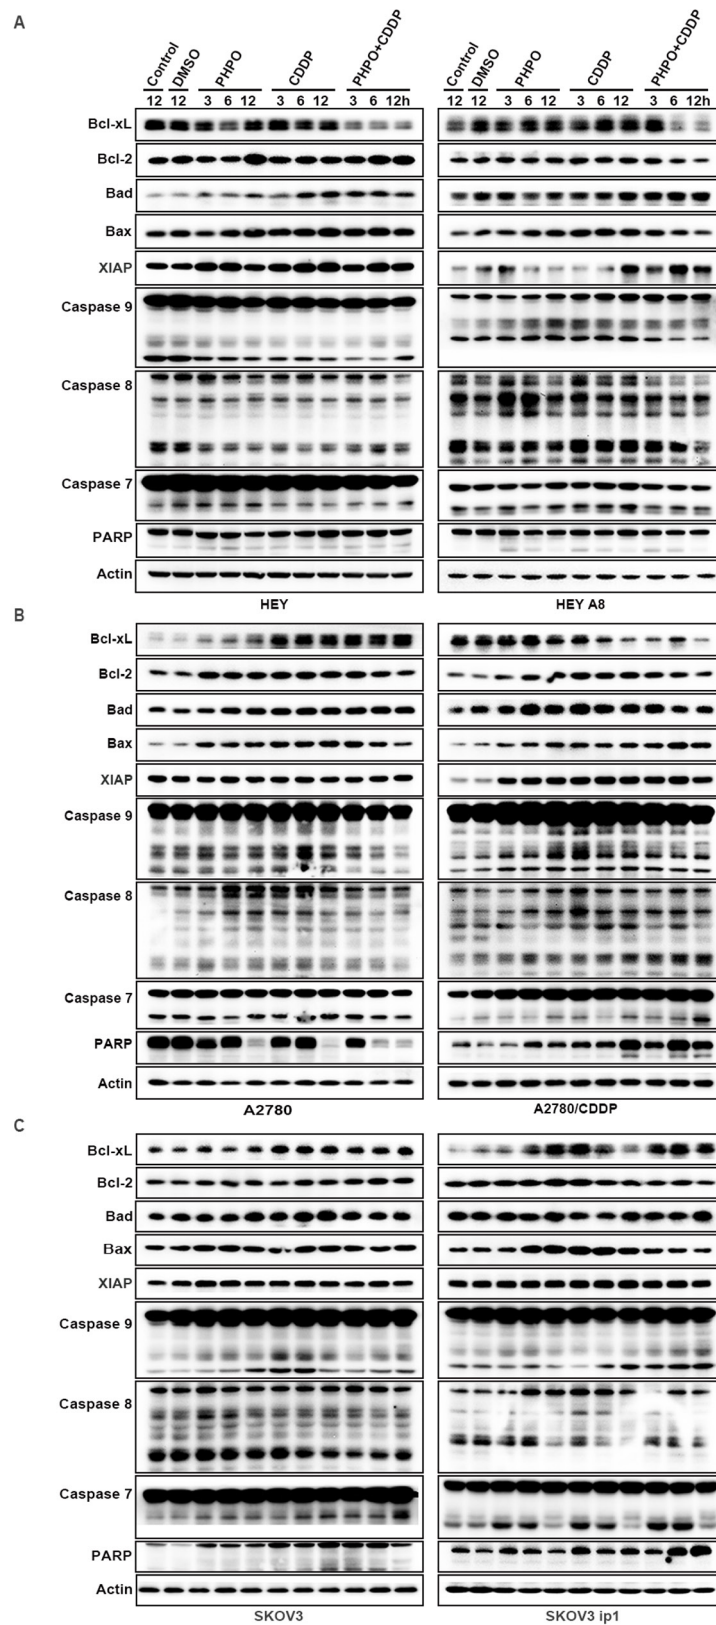 A
Control DMSO PHPO CDDP PHPO+CDDP Control DMSO PHPO CDDP PHPO+CDDP
12 12 3 6 12 3 6 12 3 6 12h 12 12 3 6 12 3 6 12 3 6 12h
Bcl-xL
Bcl-2
Bad
Bax
XIAP
Caspase 9
Caspase 8
Caspase 7
PARP
Actin
HEY HEY A8
B
Bcl-xL
Bcl-2
Bad
Bax
XIAP
Caspase 9
Caspase 8
Caspase 7
PARP
Actin
A2780 A2780/CDDP
C
Bcl-xL
Bcl-2
Bad
Bax
XIAP
Caspase 9
Caspase 8
Caspase 7
PARP
Actin
SKOV3 SKOV3 ip1